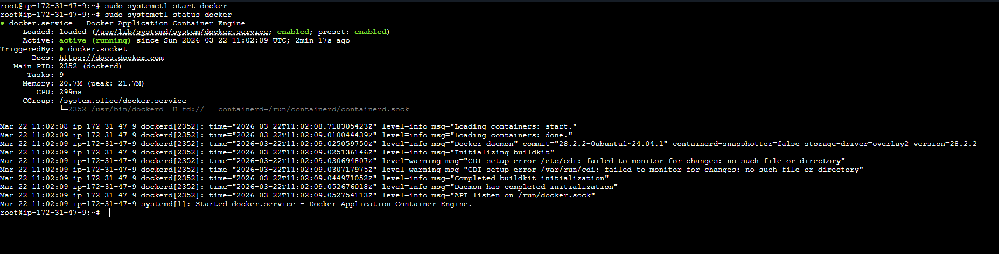 root@ip-172-31-47-9:~# sudo systemctl start docker
root@ip-172-31-47-9:~# sudo systemctl status docker
● docker.service - Docker Application Container Engine
     Loaded: loaded (/usr/lib/systemd/system/docker.service; enabled; preset: enabled)
     Active: active (running) since Sun 2026-03-22 11:02:09 UTC; 2min 17s ago
TriggeredBy: ● docker.socket
       Docs: https://docs.docker.com
   Main PID: 2352 (dockerd)
      Tasks: 9
     Memory: 20.7M (peak: 21.7M)
        CPU: 299ms
     CGroup: /system.slice/docker.service
             └─2352 /usr/bin/dockerd -H fd:// --containerd=/run/containerd/containerd.sock
Mar 22 11:02:08 ip-172-31-47-9 dockerd[2352]: time="2026-03-22T11:02:08.718305423Z" level=info msg="Loading containers: start."
Mar 22 11:02:09 ip-172-31-47-9 dockerd[2352]: time="2026-03-22T11:02:09.010044439Z" level=info msg="Loading containers: done."
Mar 22 11:02:09 ip-172-31-47-9 dockerd[2352]: time="2026-03-22T11:02:09.025059750Z" level=info msg="Docker daemon" commit="28.2.2-0ubuntu1~24.04.1" containerd-snapshotter=false storage-driver=overlay2 version=28.2.2
Mar 22 11:02:09 ip-172-31-47-9 dockerd[2352]: time="2026-03-22T11:02:09.025136146Z" level=info msg="Initializing buildkit"
Mar 22 11:02:09 ip-172-31-47-9 dockerd[2352]: time="2026-03-22T11:02:09.030694807Z" level=warning msg="CDI setup error /etc/cdi: failed to monitor for changes: no such file or directory"
Mar 22 11:02:09 ip-172-31-47-9 dockerd[2352]: time="2026-03-22T11:02:09.030717975Z" level=warning msg="CDI setup error /var/run/cdi: failed to monitor for changes: no such file or directory"
Mar 22 11:02:09 ip-172-31-47-9 dockerd[2352]: time="2026-03-22T11:02:09.044971052Z" level=info msg="Completed buildkit initialization"
Mar 22 11:02:09 ip-172-31-47-9 dockerd[2352]: time="2026-03-22T11:02:09.052676018Z" level=info msg="Daemon has completed initialization"
Mar 22 11:02:09 ip-172-31-47-9 dockerd[2352]: time="2026-03-22T11:02:09.052754113Z" level=info msg="API listen on /run/docker.sock"
Mar 22 11:02:09 ip-172-31-47-9 systemd[1]: Started docker.service - Docker Application Container Engine.
root@ip-172-31-47-9:~#